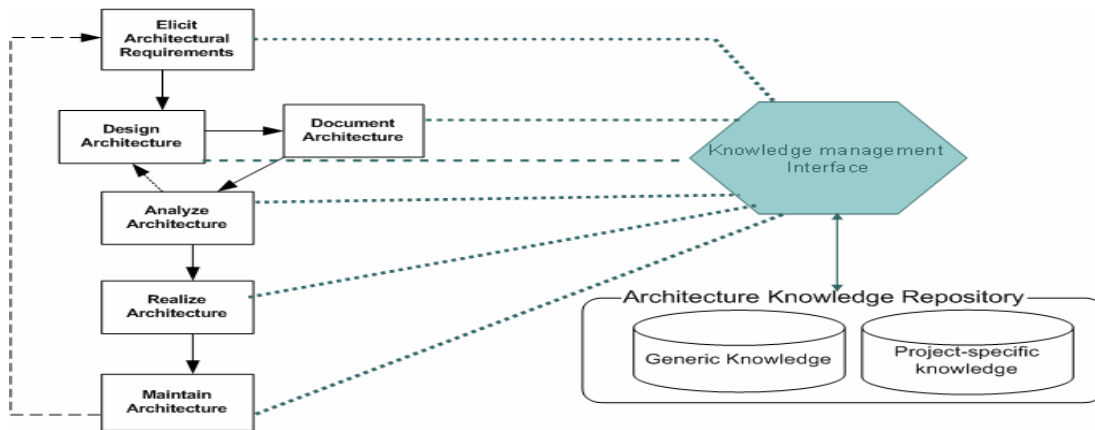 Elicit
Architectural
Requirements
Design
Architecture
Document
Architecture
Knowledge management
Interface
Analyze
Architecture
Realize
Architecture
Maintain
Architecture
Architecture Knowledge Repository
Generic Knowledge
Project-specific
knowledge